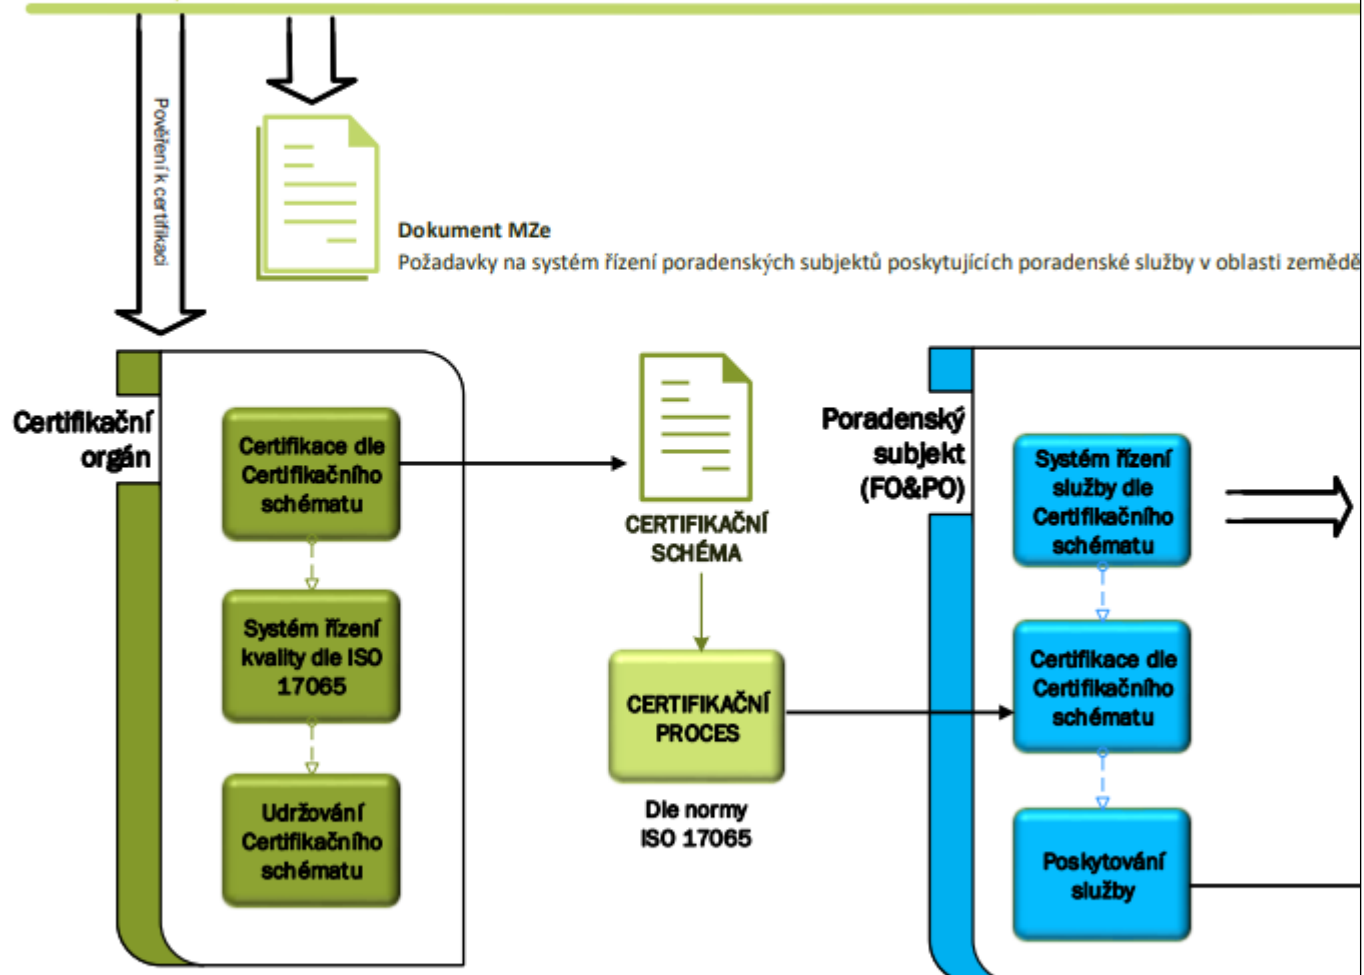 Pověření k certifikaci
Dokument MZe
Požadavky na systém řízení poradenských subjektů poskytujících poradenské služby v oblasti zemědě
Certifikační
orgán
Certifikace dle
Certifikačního
schématu
Systém řízení
kvality dle ISO
17065
Udržování
Certifikačního
schématu
CERTIFIKAČNÍ
SCHÉMA
CERTIFIKAČNÍ
PROCES
Dle normy
ISO 17065
Poradenský
subjekt
(FO&PO)
Systém řízení
služby dle
Certifikačního
schématu
Certifikace dle
Certifikačního
schématu
Poskytování
služby